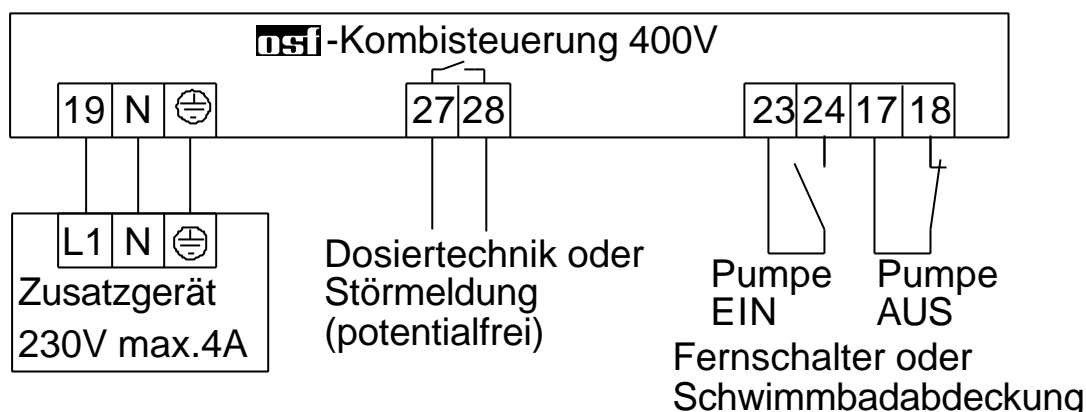 osf-Kombisteuerung 400V
19 N 27 28 23 24 17 18
L1 N
Zusatzgerät
230V max.4A
Dosiertechnik oder
Störmeldung
(potentialfrei)
Pumpe
EIN
Pumpe
AUS
Fernschalter oder
Schwimmbadabdeckung